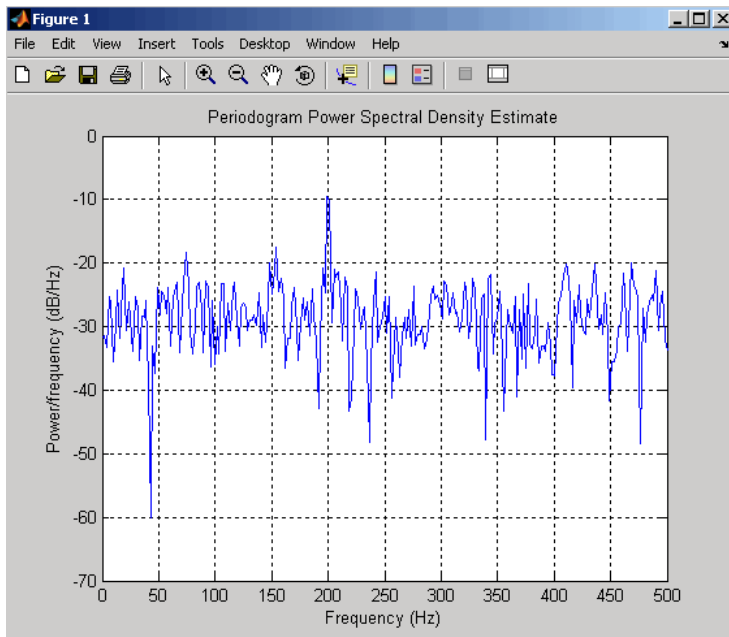 Figure 1
File Edit View Insert Tools Desktop Window Help
Periodogram Power Spectral Density Estimate
Power/frequency (dB/Hz)
0
-10
-20
-30
-40
-50
-60
-70
0 50 100 150 200 250 300 350 400 450 500
Frequency (Hz)